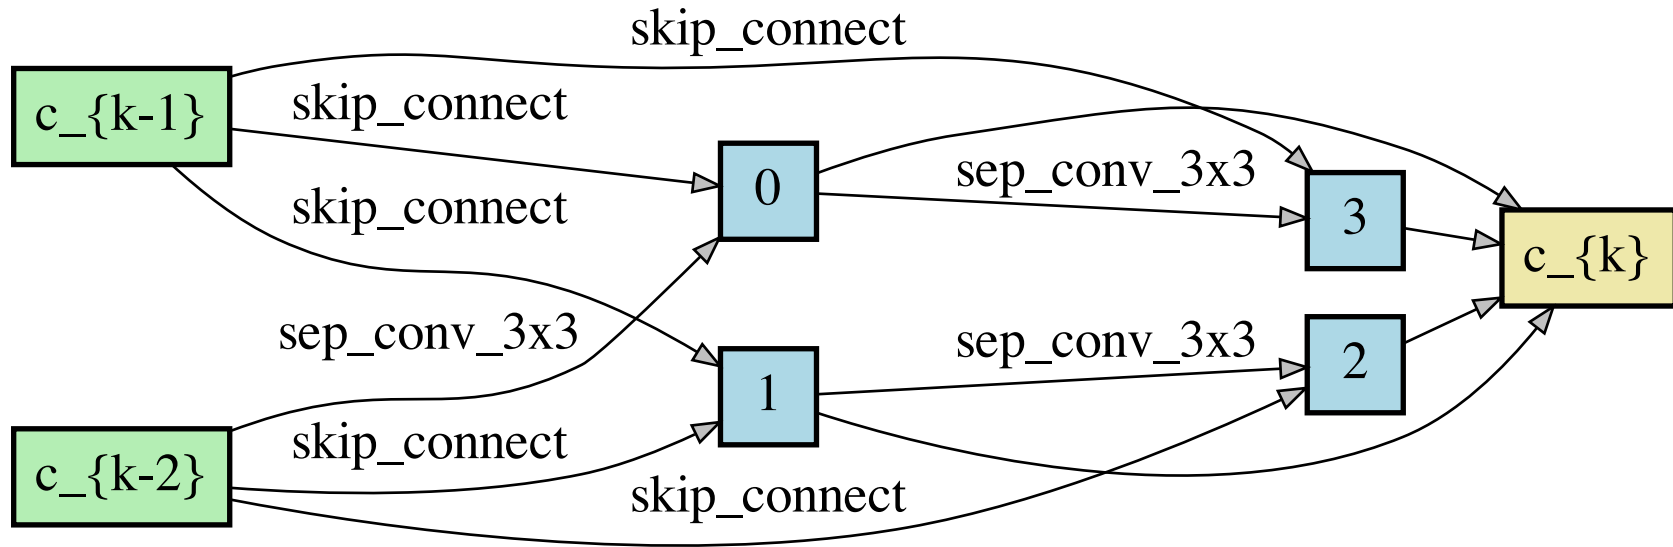 skip_connect
c_{k-1}
skip_connect
sep_conv_3x3
0
skip_connect
3
c_{k}
sep_conv_3x3
sep_conv_3x3
2
1
skip_connect
c_{k-2}
skip_connect